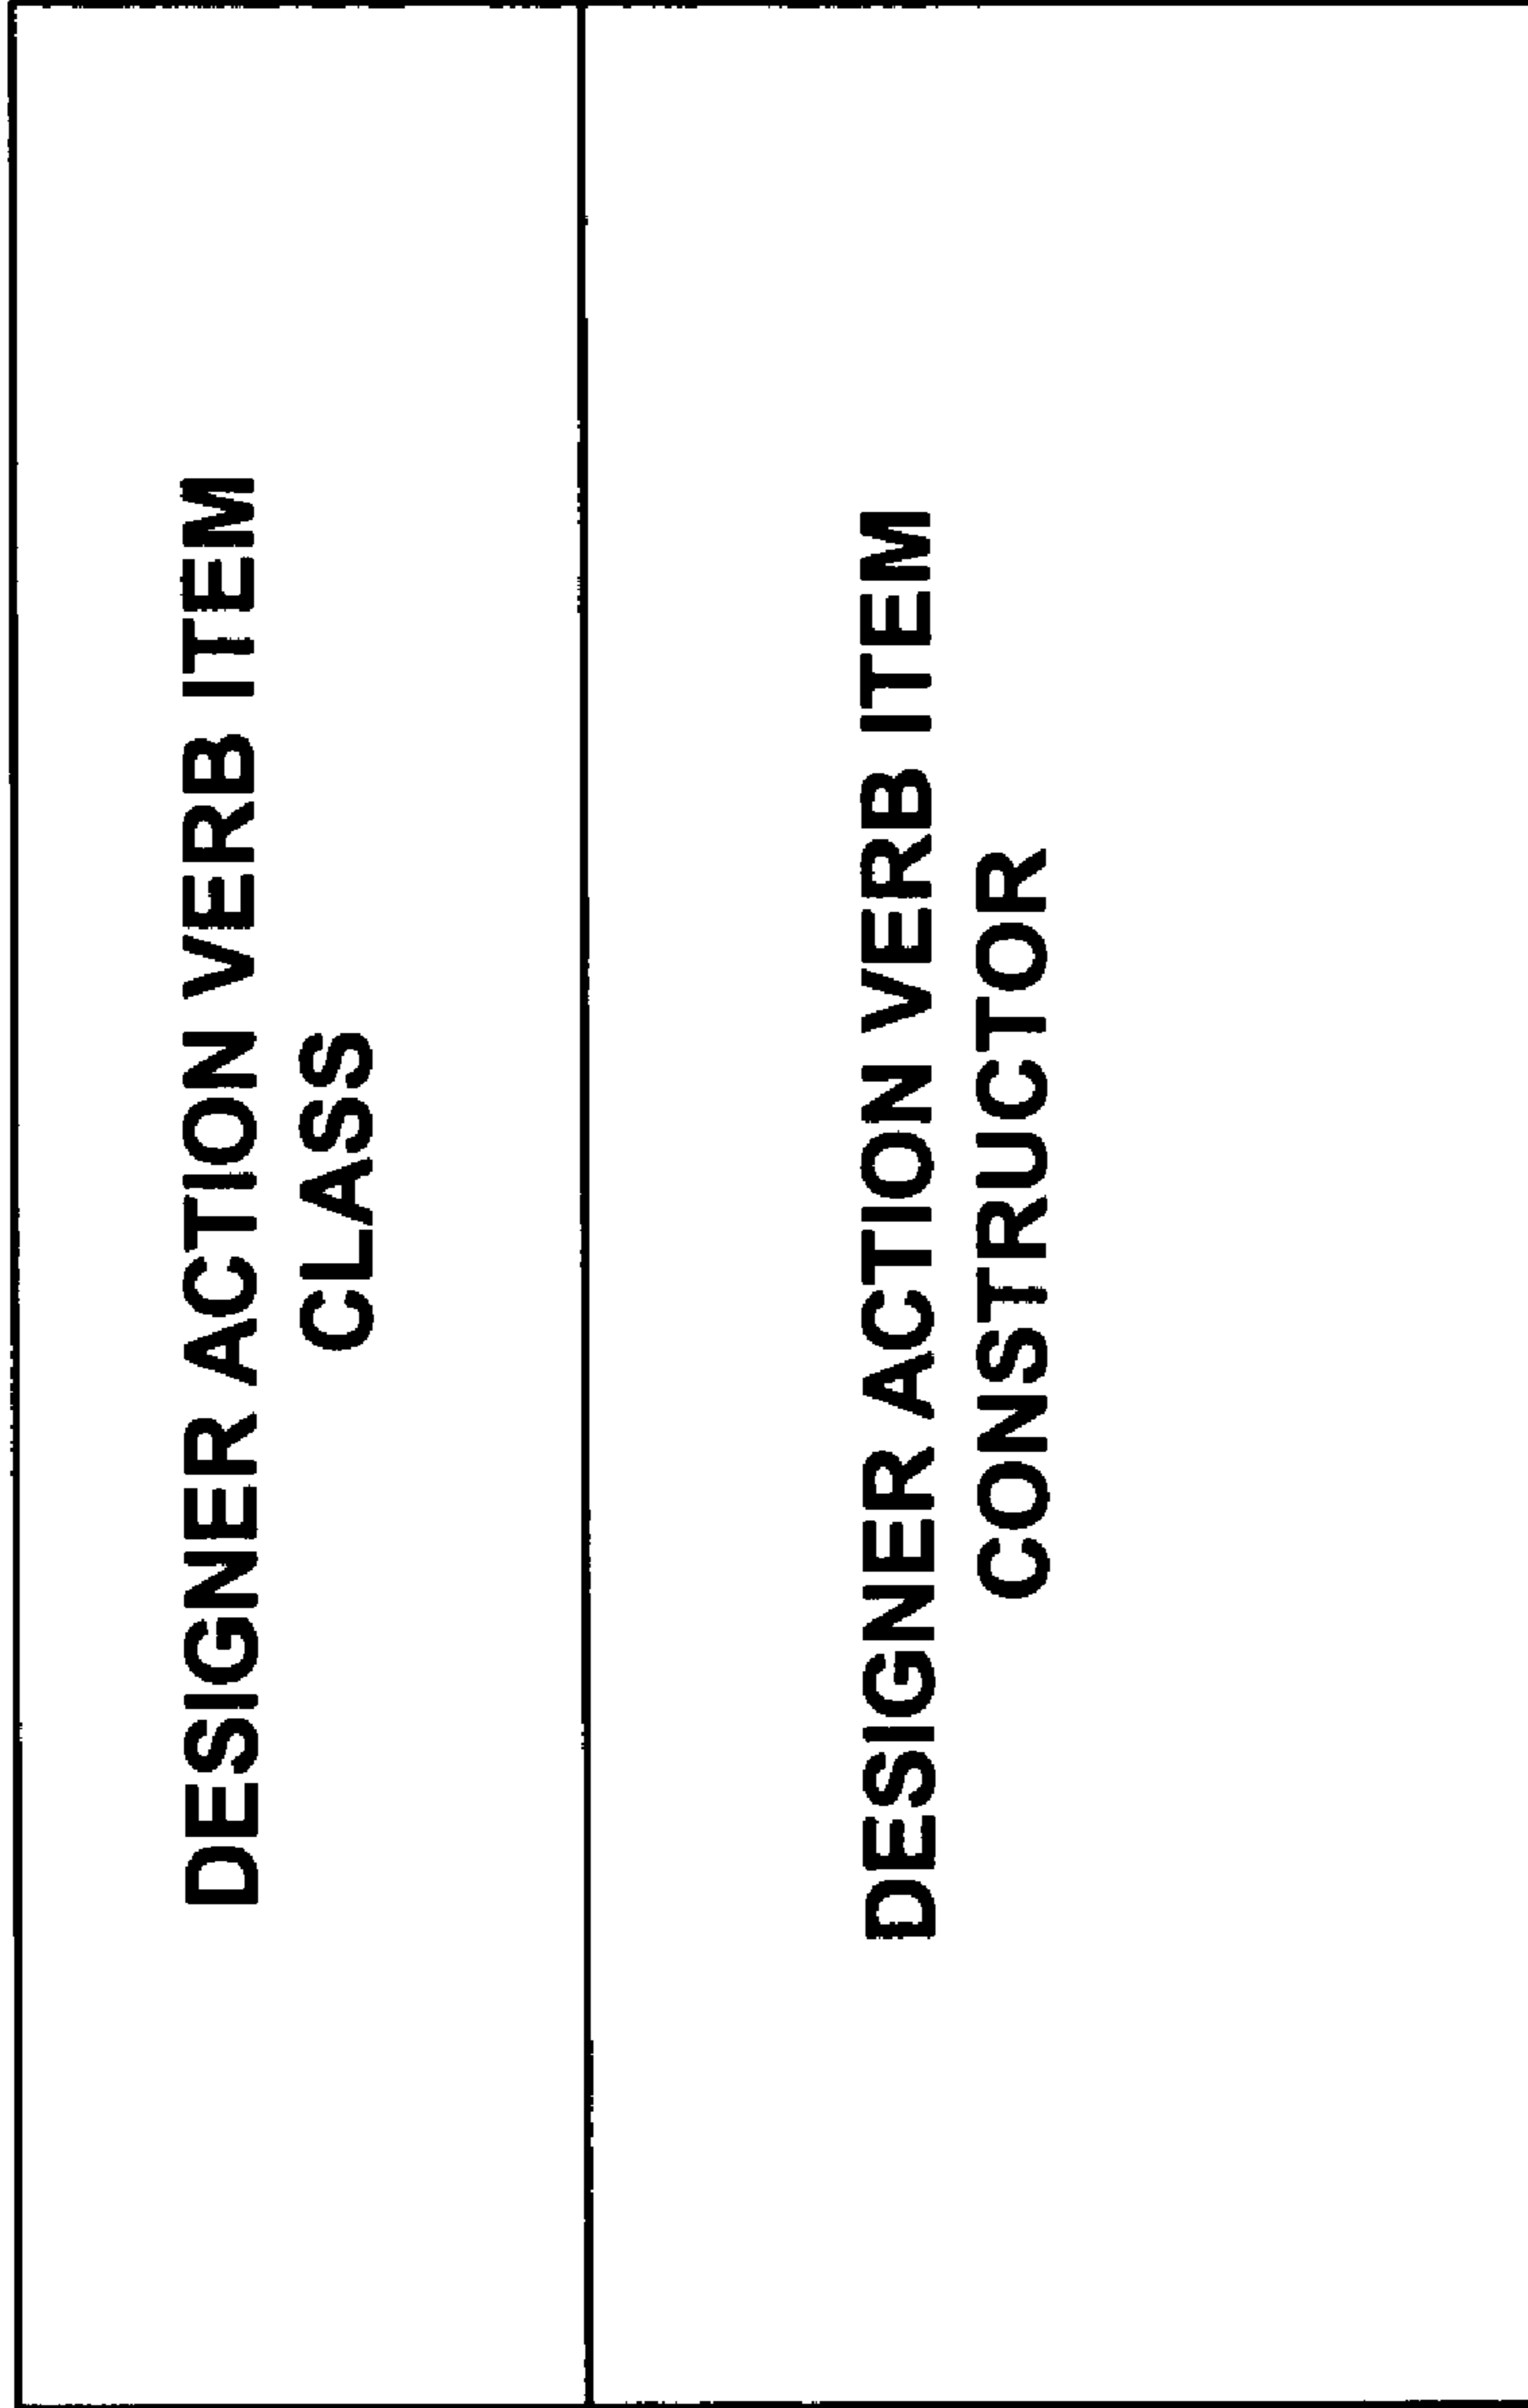 DESIGNER ACTION VERB ITEM
CLASS
DESIGNER ACTION VERB ITEM
CONSTRUCTOR